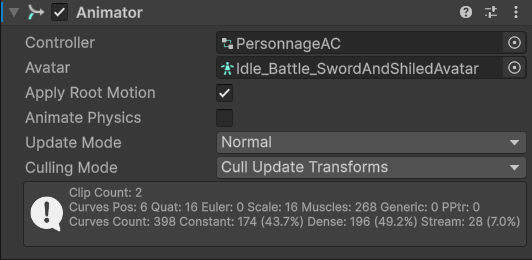 Animator
Controller PersonnageAC
Avatar Idle_Battle_SwordAndShiledAvatar
Apply Root Motion
Animate Physics
Update Mode Normal
Culling Mode Cull Update Transforms
Clip Count: 2
Curves Pos: 6 Quat: 16 Euler: 0 Scale: 16 Muscles: 268 Generic: 0 PPtr: 0
Curves Count: 398 Constant: 174 (43.7%) Dense: 196 (49.2%) Stream: 28 (7.0%)